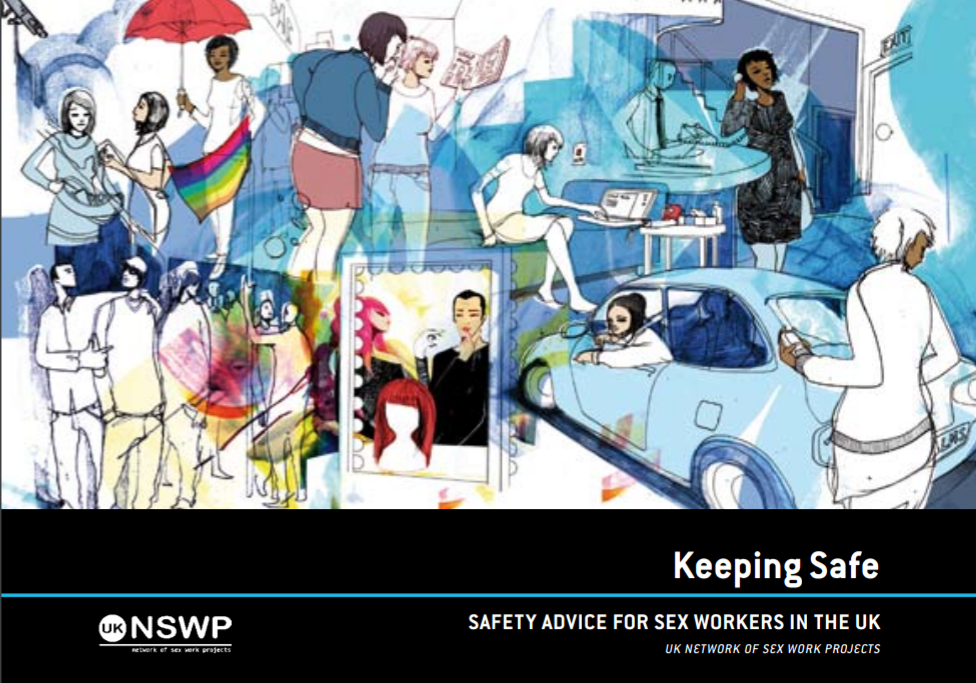 EXIT
Keeping Safe
UK NSWP
network of sex work projects
SAFETY ADVICE FOR SEX WORKERS IN THE UK
UK NETWORK OF SEX WORK PROJECTS